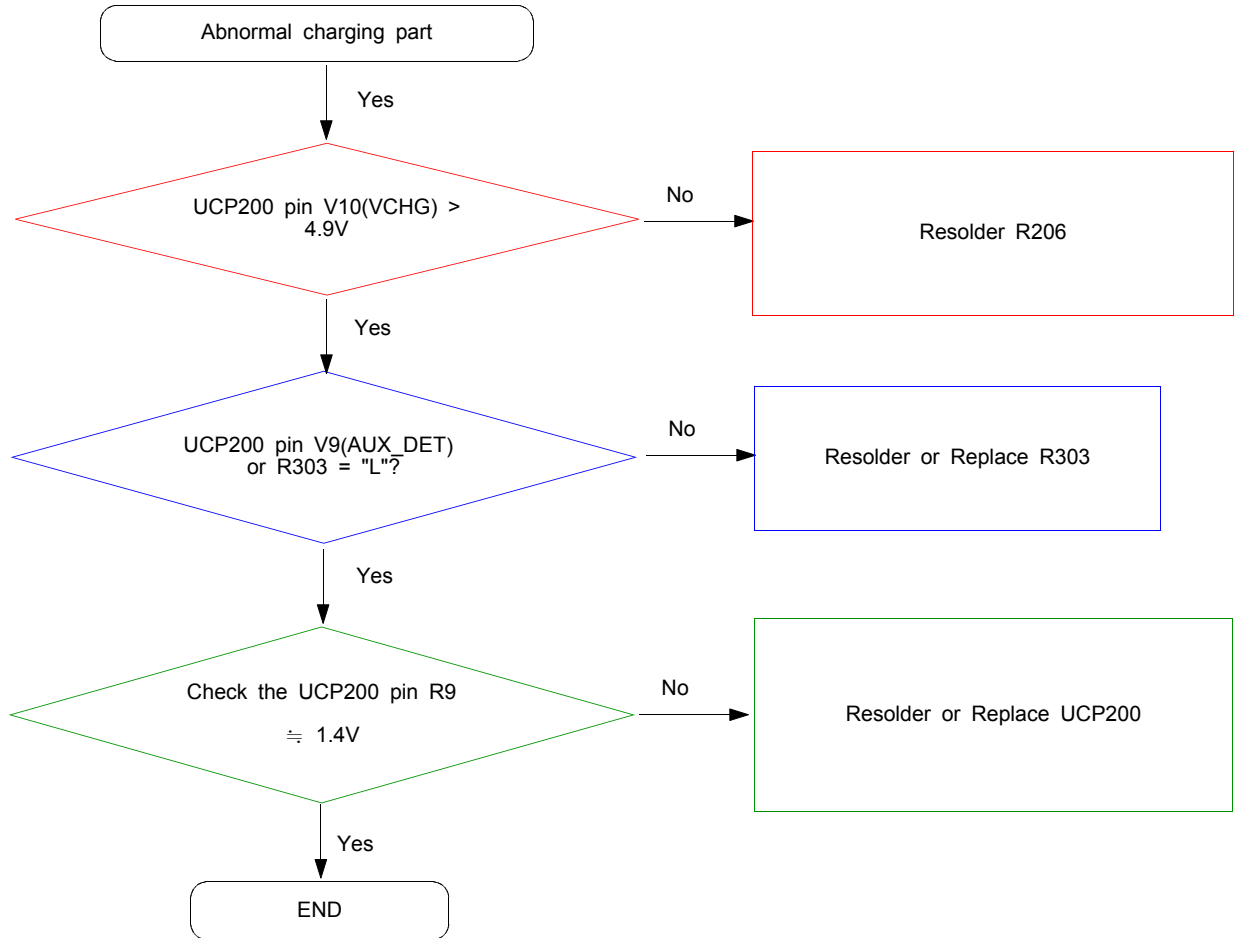 Abnormal charging part
Yes
UCP200 pin V10(VCHG) >
4.9V
No
Resolder R206
Yes
UCP200 pin V9(AUX_DET)
or R303 = "L"?
No
Resolder or Replace R303
Yes
Check the UCP200 pin R9
≒ 1.4V
No
Resolder or Replace UCP200
Yes
END